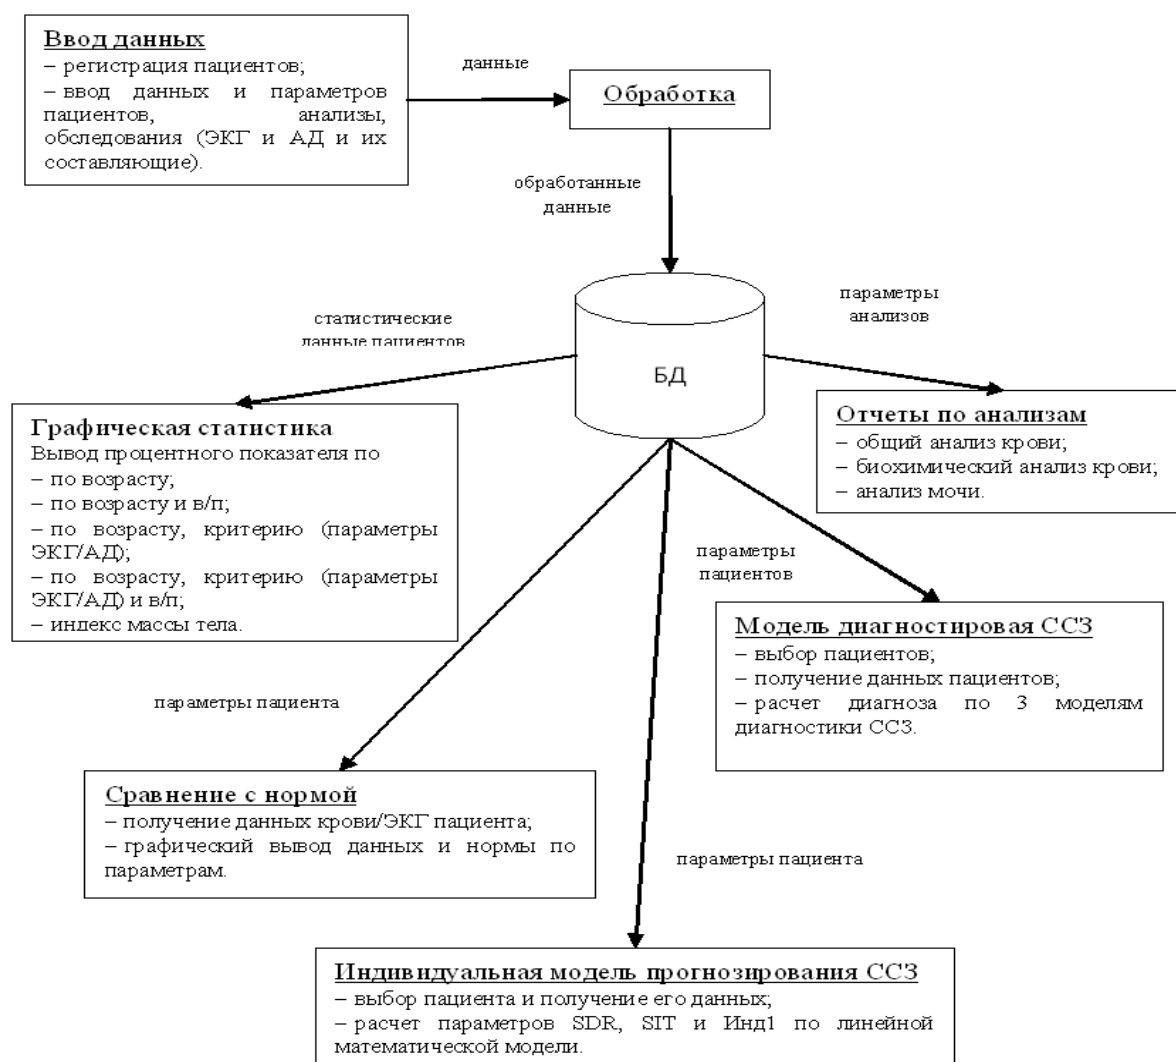 Ввод данных
– регистрация пациентов;
– ввод данных и параметров
пациентов, анализы,
обследования (ЭКГ и АД и их
составляющие).
данные
Обработка
обработанные
данные
БД
статистические
данные пациентов
параметры
анализов
Графическая статистика
Вывод процентного показателя по
– по возрасту;
– по возрасту и в/п;
– по возрасту, критерию (параметры
ЭКГ/АД);
– по возрасту, критерию (параметры
ЭКГ/АД) и в/п;
– индекс массы тела.
Отчеты по анализам
– общий анализ крови;
– биохимический анализ крови;
– анализ мочи.
параметры
пациентов
Модель диагностировая ССЗ
– выбор пациентов;
– получение данных пациентов;
– расчет диагноза по 3 моделям
диагностики ССЗ.
параметры пациента
Сравнение с нормой
– получение данных крови/ЭКГ пациента;
– графический вывод данных и нормы по
параметрам.
параметры пациента
Индивидуальная модель прогнозирования ССЗ
– выбор пациента и получение его данных;
– расчет параметров SDR, SIT и Инд1 по линейной
математической модели.